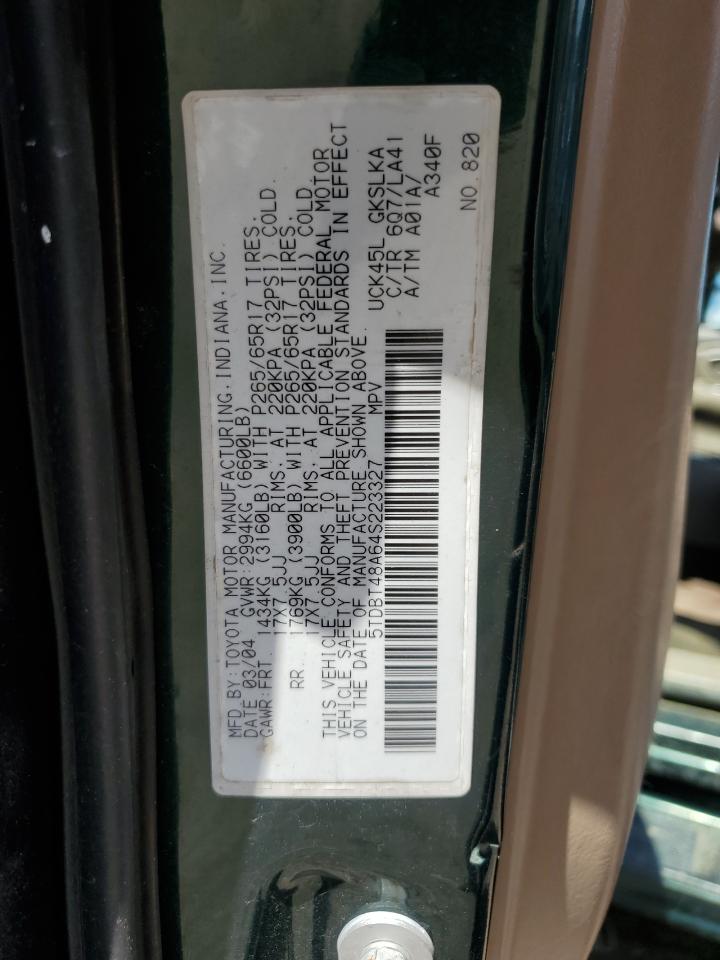 MFD.BY:TOYOTA MOTOR MANUFACTURING,INDIANA,INC.
DATE 03/04 GVWR:2994KG (6600LB)
GAWR:FRT 1434KG (3160LB) WITH P265/65R17 TIRES,
17X7.5JJ RIMS, AT 220KPA (32PSI) COLD.
RR 1769KG (3900LB) WITH P265/65R17 TIRES,
17X7.5JJ RIMS, AT 220KPA (32PSI) COLD.
THIS VEHICLE CONFORMS TO ALL APPLICABLE FEDERAL MOTOR
VEHICLE SAFETY AND THEFT PREVENTION STANDARDS IN EFFECT
ON THE DATE OF MANUFACTURE SHOWN ABOVE.
5TDBT48A64S223327 MPV
UCK45L GKSLKA
C/TR 6Q7/LA41
A/TM A01A/
A340F
NO.820